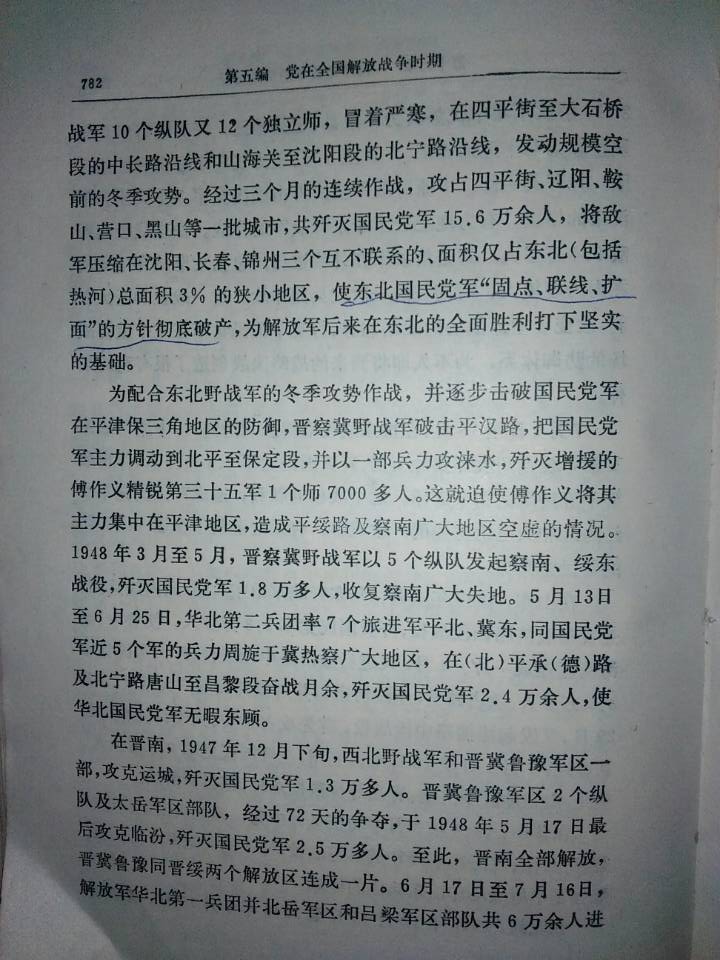 782
第五编 党在全国解放战争时期
战军 10 个纵队又 12 个独立师，冒着严寒，在四平街至大石桥
段的中长路沿线和山海关至沈阳段的北宁路沿线，发动规模空
前的冬季攻势。经过三个月的连续作战，攻占四平街、辽阳、鞍
山、营口、黑山等一批城市，共歼灭国民党军 15.6 万余人，将敌
军压缩在沈阳、长春、锦州三个互不联系的、面积仅占东北(包括
热河)总面积 3％ 的狭小地区，使东北国民党军“固点、联线、扩
面”的方针彻底破产，为解放军后来在东北的全面胜利打下坚实
的基础。
为配合东北野战军的冬季攻势作战，并逐步击破国民党军
在平津保三角地区的防御，晋察冀野战军破击平汉路，把国民党
军主力调动到北平至保定段，并以一部兵力攻涞水，歼灭增援的
傅作义精锐第三十五军 1 个师 7000 多人。这就迫使傅作义将其
主力集中在平津地区，造成平绥路及察南广大地区空虚的情况。
1948 年 3 月至 5 月，晋察冀野战军以 5 个纵队发起察南、绥东
战役，歼灭国民党军 1.8 万多人，收复察南广大失地。5 月 13日
至 6 月 25 日，华北第二兵团率 7 个旅进军平北、冀东，同国民党
军近 5 个军的兵力周旋于冀热察广大地区，在(北)平承(德)路
及北宁路唐山至昌黎段奋战月余，歼灭国民党军 2.4 万余人，使
华北国民党军无暇东顾。
在晋南，1947 年 12 月下旬，西北野战军和晋冀鲁豫军区一
部，攻克运城，歼灭国民党军 1.3 万多人。晋冀鲁豫军区 2 个纵
队及太岳军区部队，经过 72 天的争夺，于 1948 年 5 月 17 日最
后攻克临汾，歼灭国民党军 2.5 万多人。至此，晋南全部解放，
晋冀鲁豫同晋绥两个解放区连成一片。6 月 17 日至 7 月 16日，
解放军华北第一兵团并北岳军区和吕梁军区部队共 6 万余人进